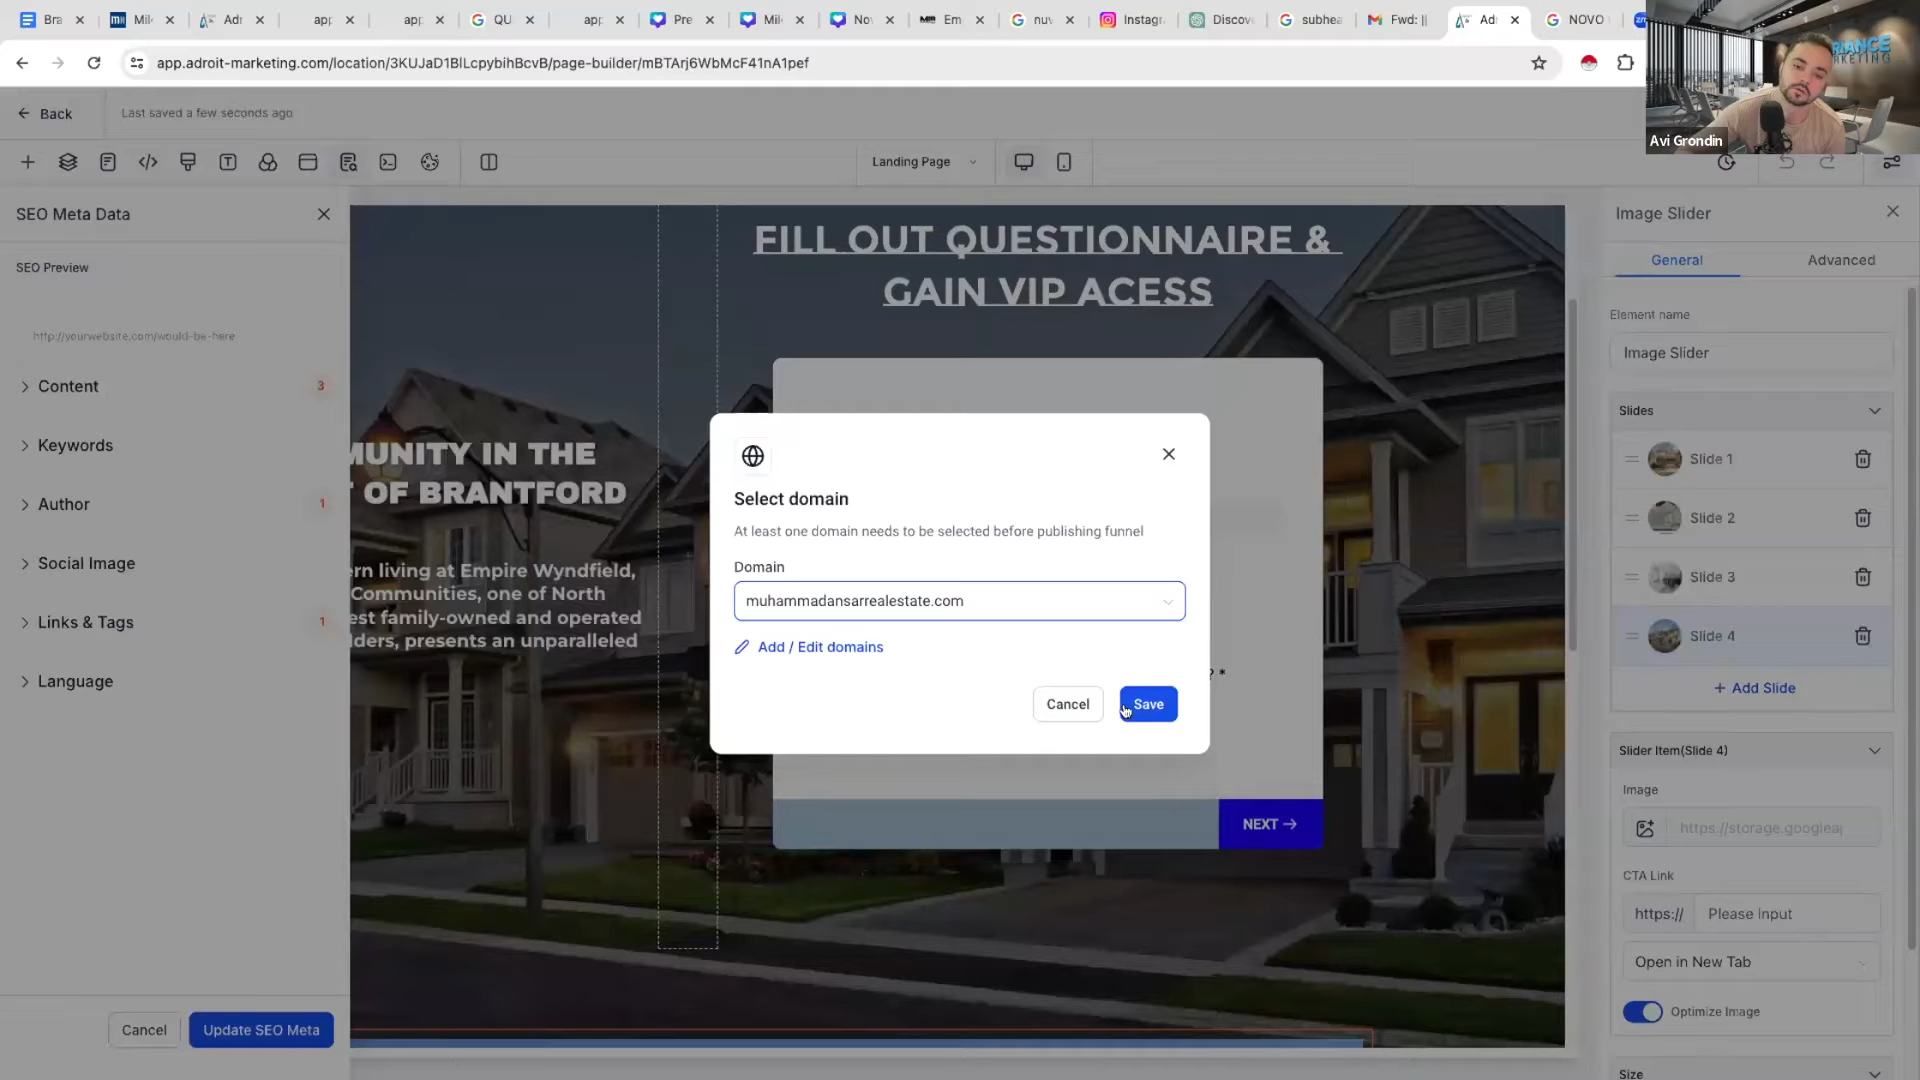 Bra
Mil
Adr
app
app
QU
app
Pre
Mil
Nov
Em
nuv
Instagr
Discov
subhea
Fwd: ||
Adr
NOVO
app.adroit-marketing.com/location/3KUJaD1BlLcpybihBcvB/page-builder/mBTArj6WbMcF41nA1pef
RIANCE
RKETING
Avi Grondin
Back
Last saved a few seconds ago
Landing Page
SEO Meta Data
SEO Preview
http://yourwebsite.com/would-be-here
Content 3
Keywords
Author 1
Social Image
Links & Tags 1
Language
Cancel
Update SEO Meta
FILL OUT QUESTIONNAIRE &
GAIN VIP ACESS
MUNITY IN THE
T OF BRANTFORD
ern living at Empire Wyndfield,
Communities, one of North
est family-owned and operated
lders, presents an unparalleled
Select domain
At least one domain needs to be selected before publishing funnel
Domain
muhammadansarrealestate.com
Add / Edit domains
Cancel
Save
? *
NEXT →
Image Slider
General
Advanced
Element name
Image Slider
Slides
Slide 1
Slide 2
Slide 3
Slide 4
+ Add Slide
Slider Item(Slide 4)
Image
https://storage.googleap
CTA Link
https:// Please Input
Open in New Tab
Optimize Image
Size